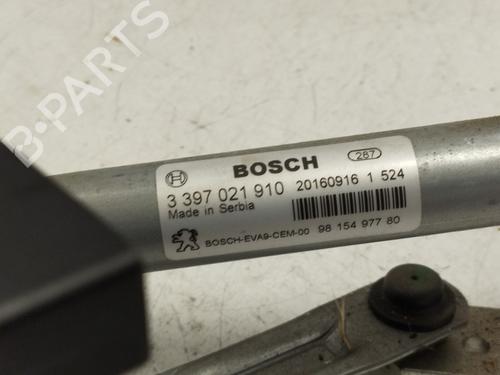 B-PARTS
BOSCH 287
3 397 021 910 20160916 1 524
Made in Serbia
BOSCH-EVA9-CEM-00 98 154 977 80